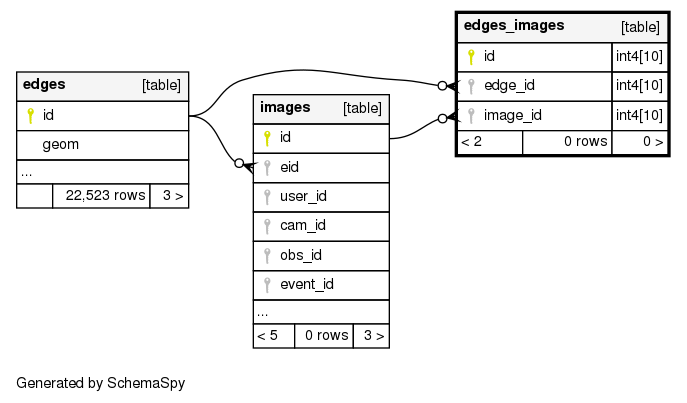 edges [table]
id
geom
...
22,523 rows 3 >
images [table]
id
eid
user_id
cam_id
obs_id
event_id
...
< 5 0 rows 3 >
edges_images [table]
id int4[10]
edge_id int4[10]
image_id int4[10]
< 2 0 rows 0 >
Generated by SchemaSpy